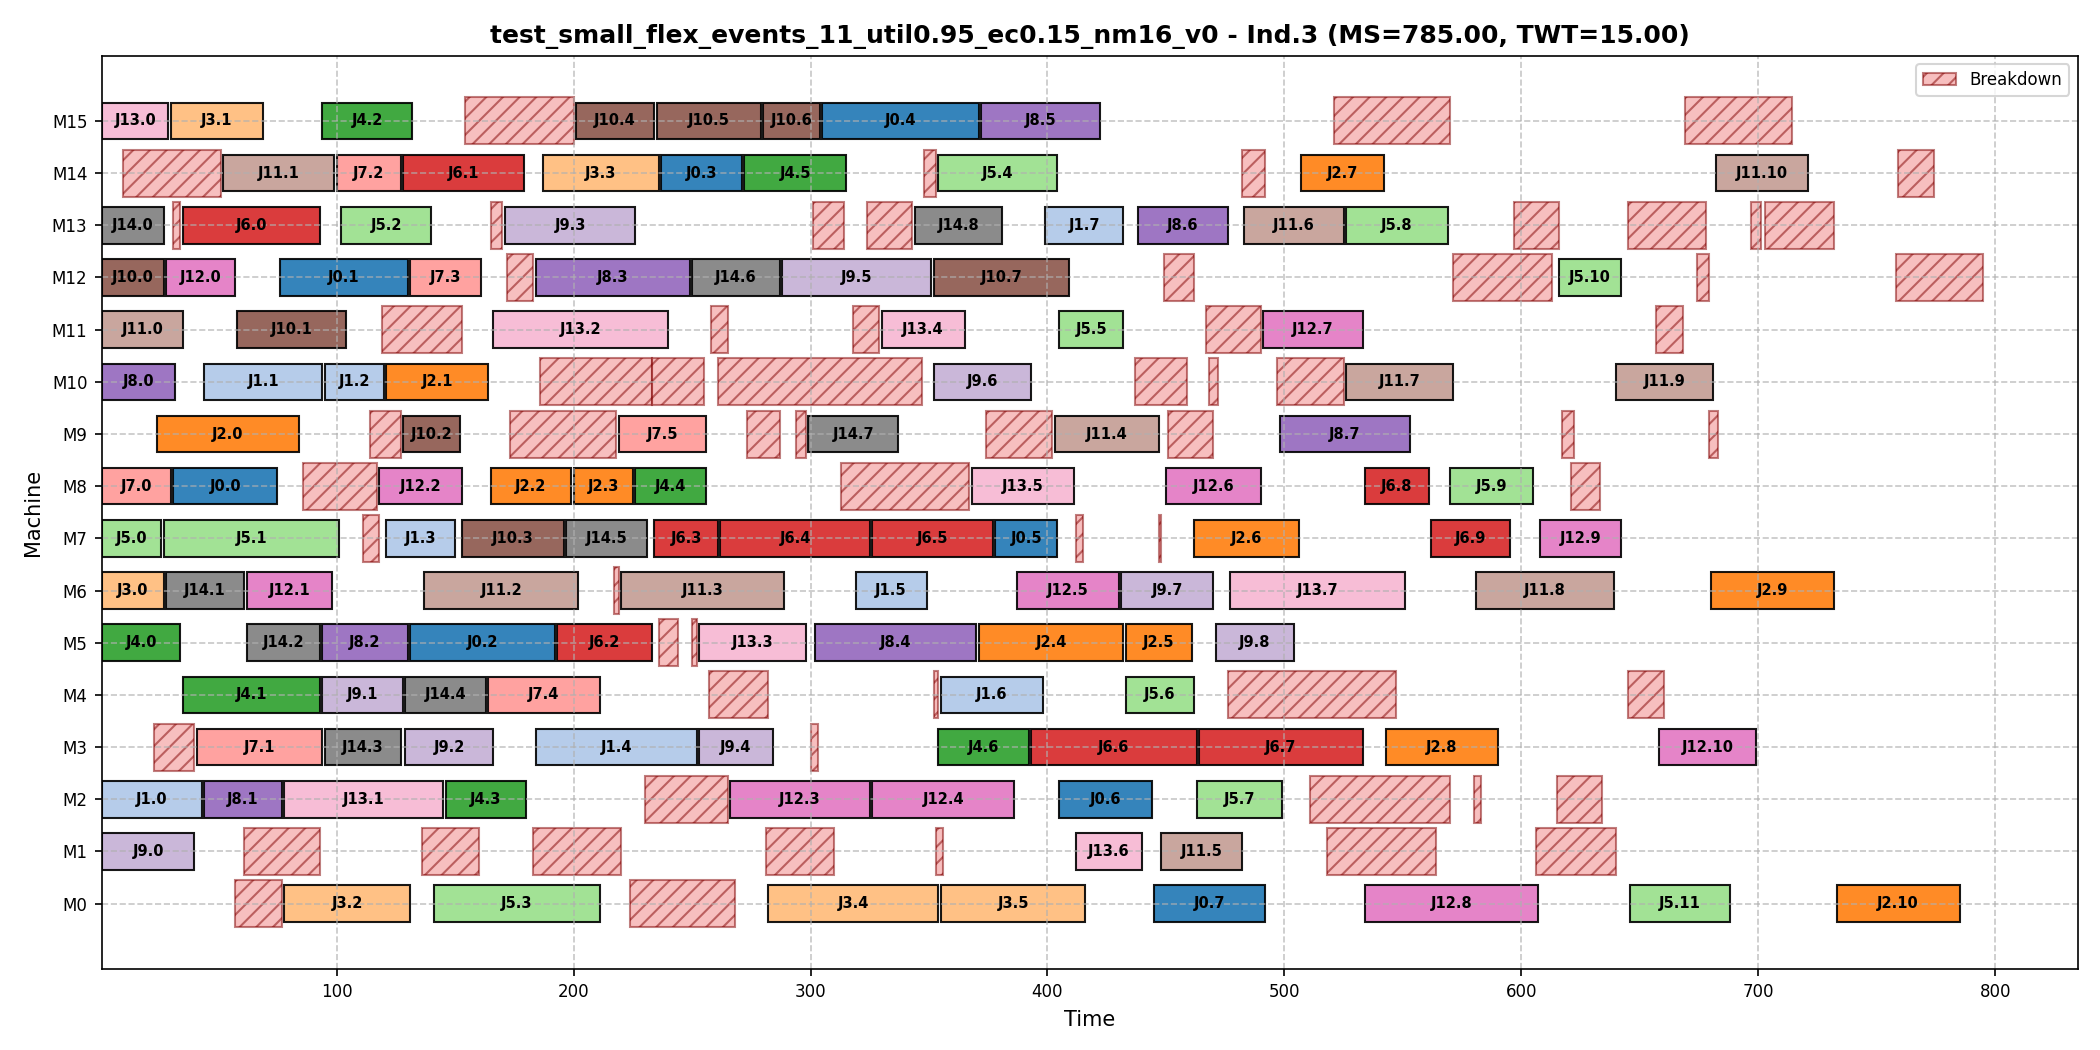 test_small_flex_events_11_util0.95_ec0.15_nm16_v0 - Ind.3 (MS=785.00, TWT=15.00)
Breakdown
M15 J13.0 J3.1 J4.2 J10.4 J10.5 J10.6 J0.4 J8.5
M14 J11.1 J7.2 J6.1 J3.3 J0.3 J4.5 J5.4 J2.7 J11.10
M13 J14.0 J6.0 J5.2 J9.3 J14.8 J1.7 J8.6 J11.6 J5.8
M12 J10.0 J12.0 J0.1 J7.3 J8.3 J14.6 J9.5 J10.7 J5.10
M11 J11.0 J10.1 J13.2 J13.4 J5.5 J12.7
M10 J8.0 J1.1 J1.2 J2.1 J9.6 J11.7 J11.9
M9 J2.0 J10.2 J7.5 J14.7 J11.4 J8.7
M8 J7.0 J0.0 J12.2 J2.2 J2.3 J4.4 J13.5 J12.6 J6.8 J5.9
M7 J5.0 J5.1 J1.3 J10.3 J14.5 J6.3 J6.4 J6.5 J0.5 J2.6 J6.9 J12.9
M6 J3.0 J14.1 J12.1 J11.2 J11.3 J1.5 J12.5 J9.7 J13.7 J11.8 J2.9
M5 J4.0 J14.2 J8.2 J0.2 J6.2 J13.3 J8.4 J2.4 J2.5 J9.8
M4 J4.1 J9.1 J14.4 J7.4 J1.6 J5.6
M3 J7.1 J14.3 J9.2 J1.4 J9.4 J4.6 J6.6 J6.7 J2.8 J12.10
M2 J1.0 J8.1 J13.1 J4.3 J12.3 J12.4 J0.6 J5.7
M1 J9.0 J13.6 J11.5
M0 J3.2 J5.3 J3.4 J3.5 J0.7 J12.8 J5.11 J2.10
Machine
100 200 300 400 500 600 700 800
Time